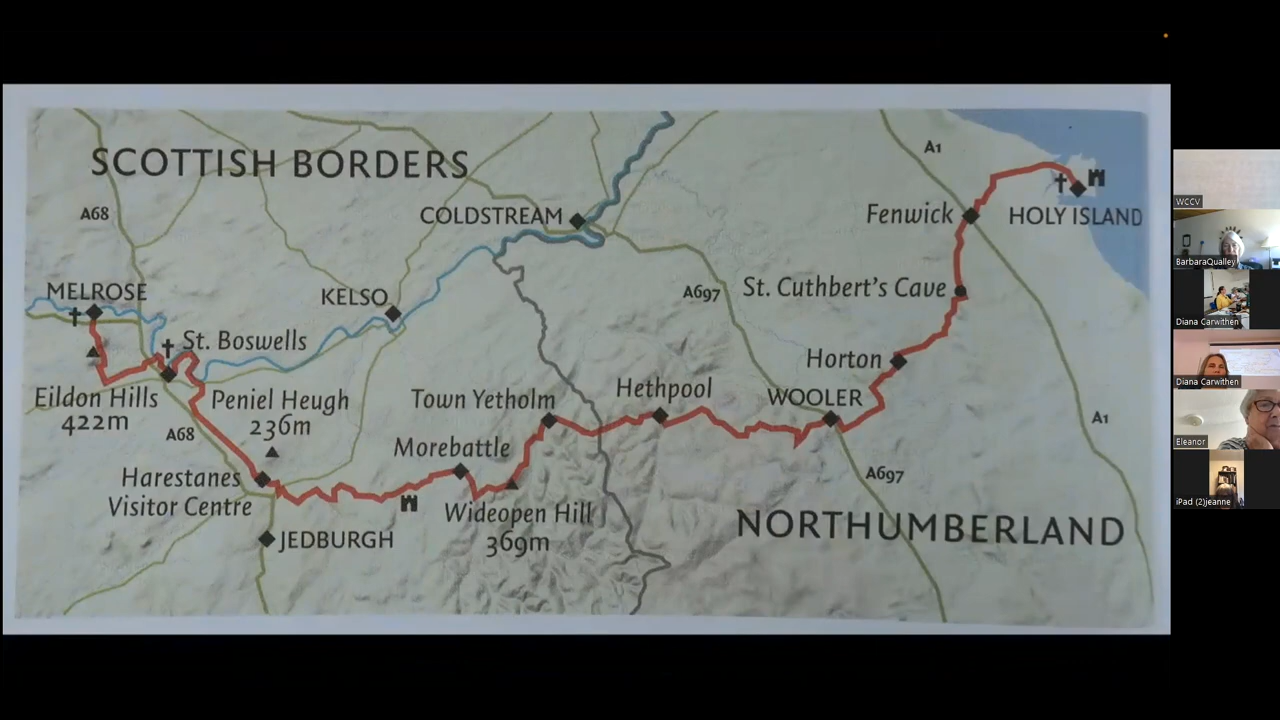 SCOTTISH BORDERS
A1
A68
COLDSTREAM
Fenwick
HOLY ISLAND
MELROSE
KELSO
A697
St. Cuthbert's Cave
St. Boswells
Horton
Eildon Hills
422m
Peniel Heugh
236m
Town Yetholm
Hethpool
WOOLER
A68
Morebattle
A1
Harestanes
Visitor Centre
A697
Wideopen Hill
369m
NORTHUMBERLAND
JEDBURGH
WCCV
BarbaraQualley
Diana Carwithen
Diana Carwithen
Eleanor
iPad (2)jeanne